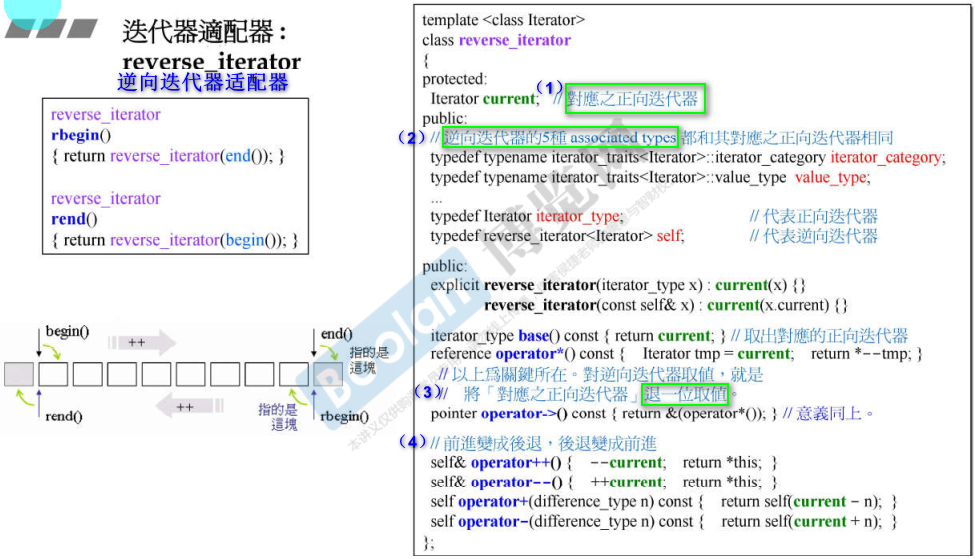 迭代器適配器：
reverse_iterator
逆向迭代器适配器
reverse_iterator
rbegin()
{ return reverse_iterator(end()); }
reverse_iterator
rend()
{ return reverse_iterator(begin()); }
begin()
++
end()
指的是
這塊
rend()
++
指的是
這塊
rbegin()
template <class Iterator>
class reverse_iterator
{
protected:
Iterator current; // 對應之正向迭代器
（1）
public:
（2） // 逆向迭代器的5種 associated types 都和其對應之正向迭代器相同
typedef typename iterator_traits<Iterator>::iterator_category iterator_category;
typedef typename iterator_traits<Iterator>::value_type value_type;
...
typedef Iterator iterator_type; // 代表正向迭代器
typedef reverse_iterator<Iterator> self; // 代表逆向迭代器
public:
explicit reverse_iterator(iterator_type x) : current(x) {}
reverse_iterator(const self& x) : current(x.current) {}
iterator_type base() const { return current; } // 取出對應的正向迭代器
reference operator*() const { Iterator tmp = current; return *--tmp; }
// 以上爲關鍵所在。對逆向迭代器取值，就是
（3） // 將「對應之正向迭代器」退一位取値。
pointer operator->() const { return &(operator*()); } // 意義同上。
（4） // 前進變成後退，後退變成前進
self& operator++() { --current; return *this; }
self& operator--() { ++current; return *this; }
self operator+(difference_type n) const { return self(current - n); }
self operator-(difference_type n) const { return self(current + n); }
};
Boolan 博览网